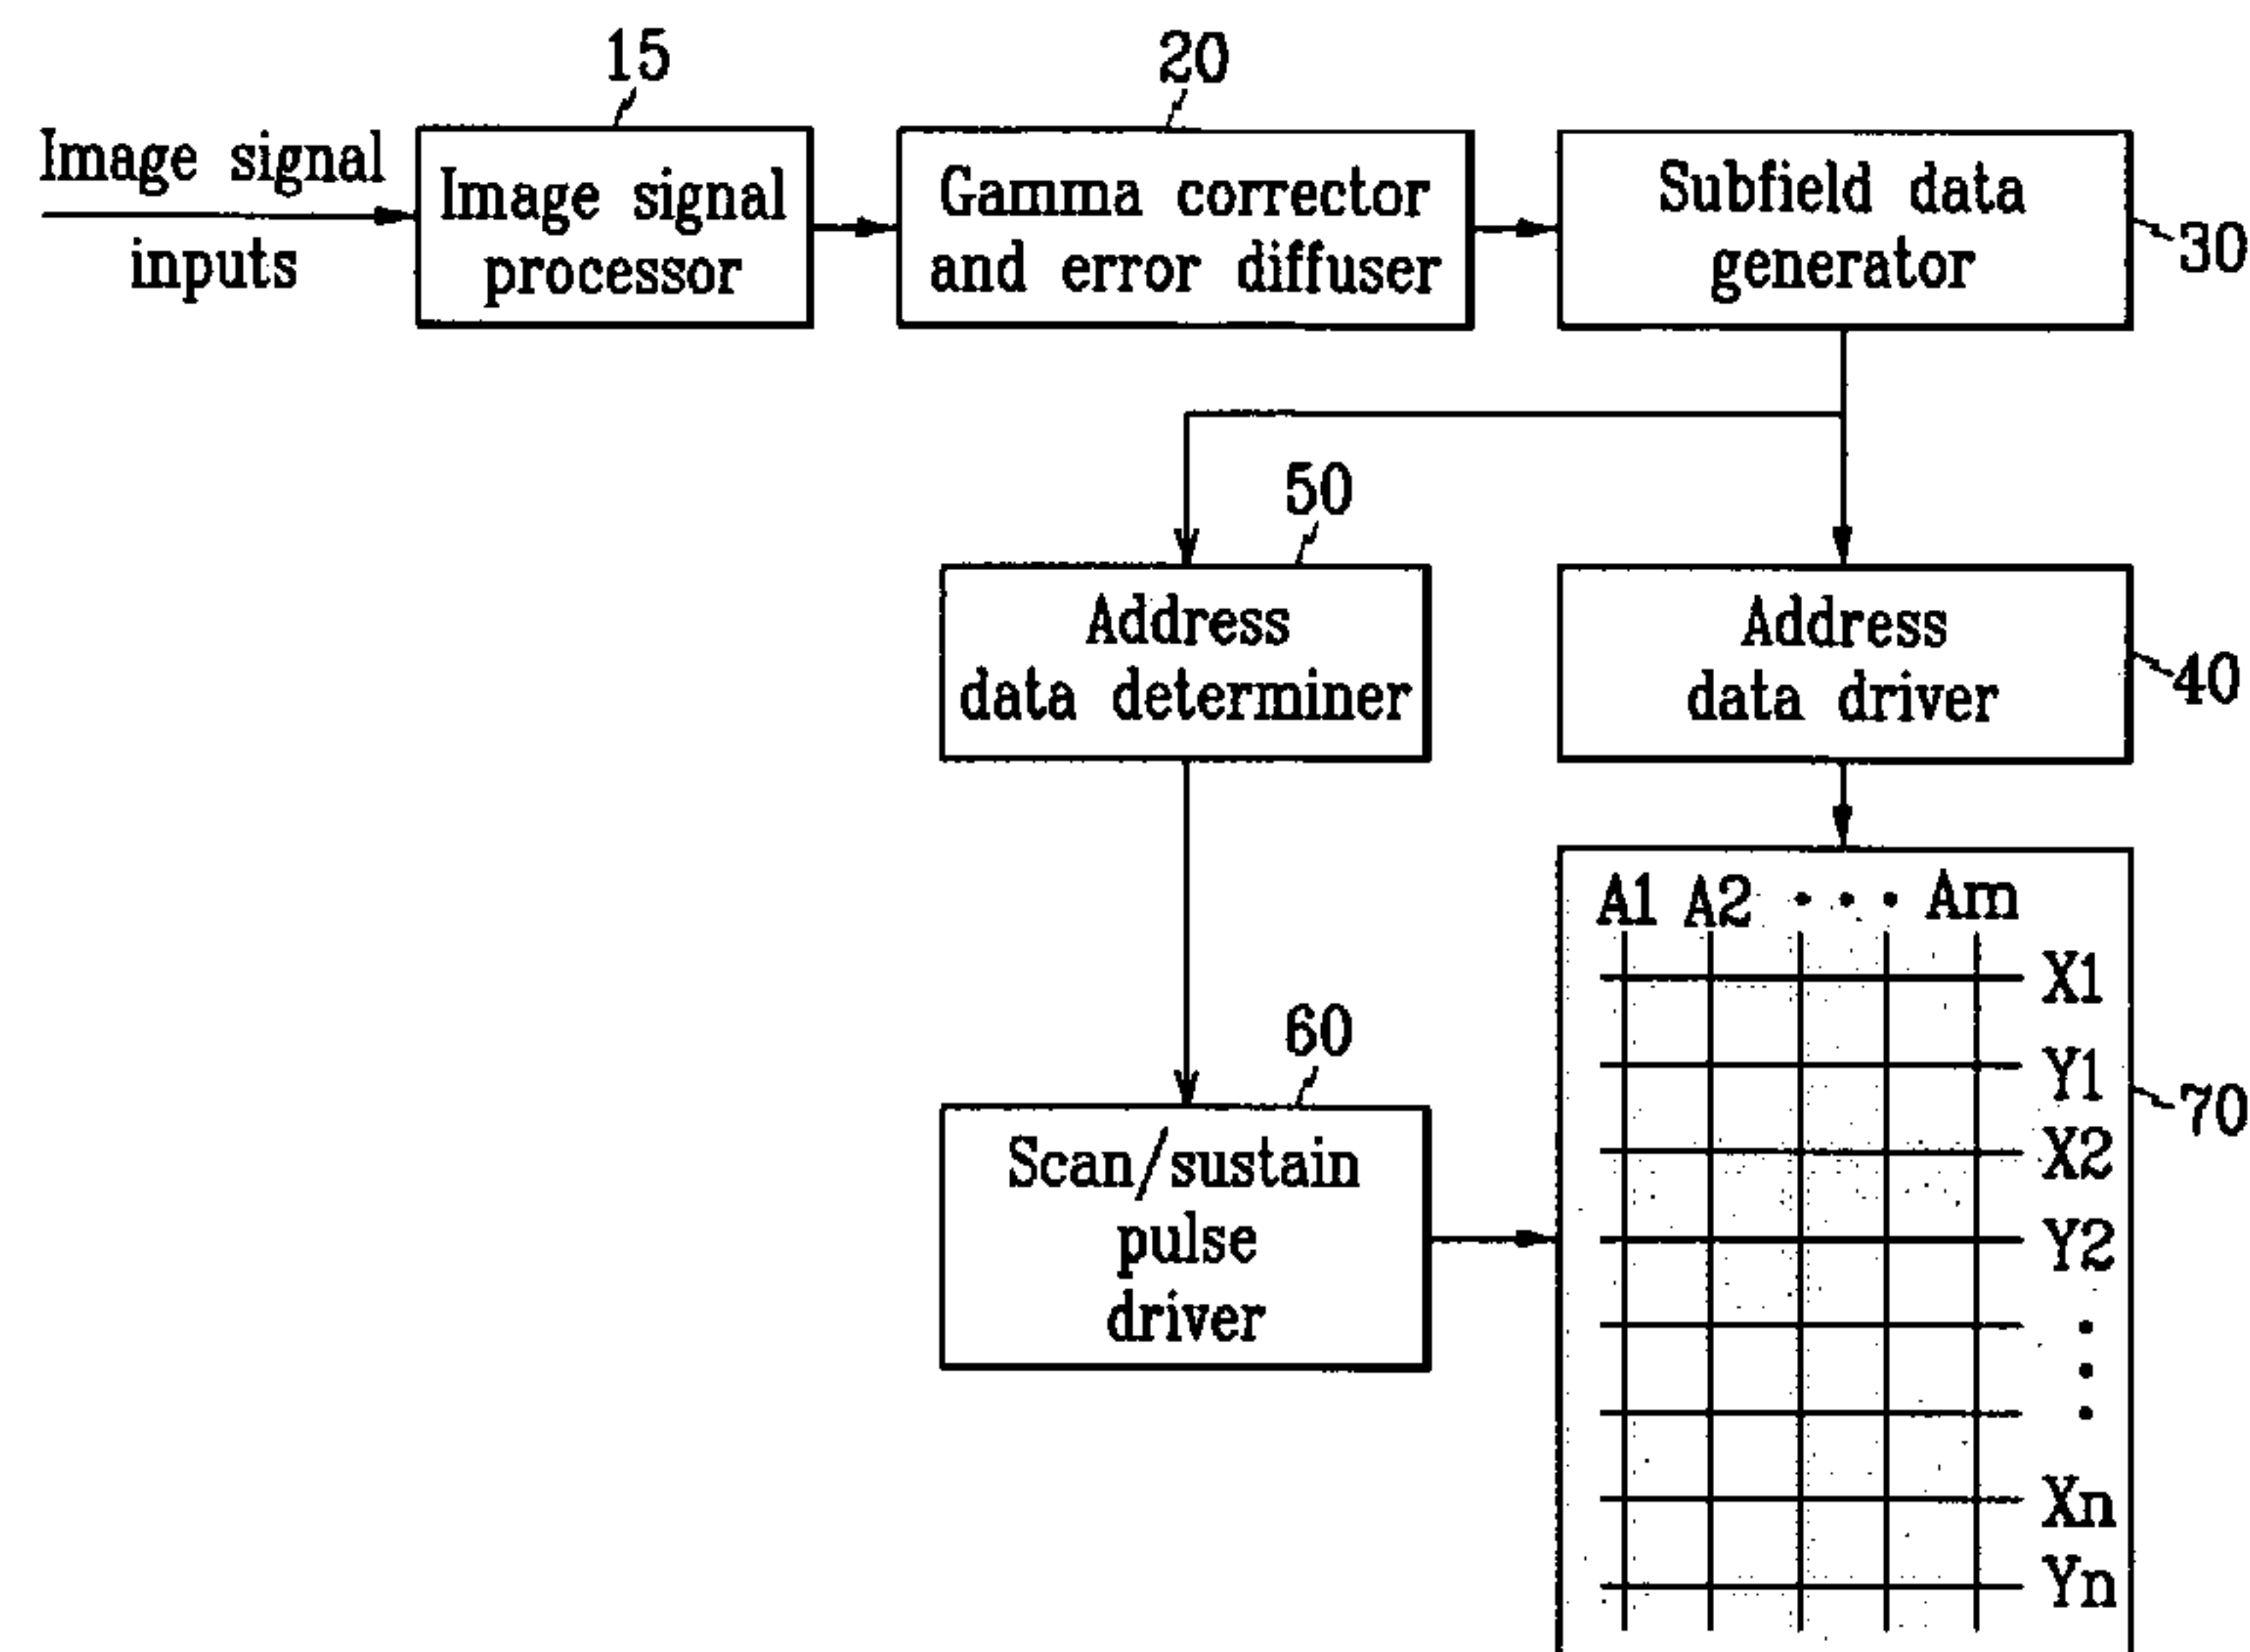 15
20
Image signal
inputs
Image signal
processor
Gamma corrector
and error diffuser
Subfield data
generator
30
50
Address
data determiner
Address
data driver
40
A1 A2 · · · Am
X1
Y1
X2
Y2
Xn
Yn
70
60
Scan/sustain
pulse
driver